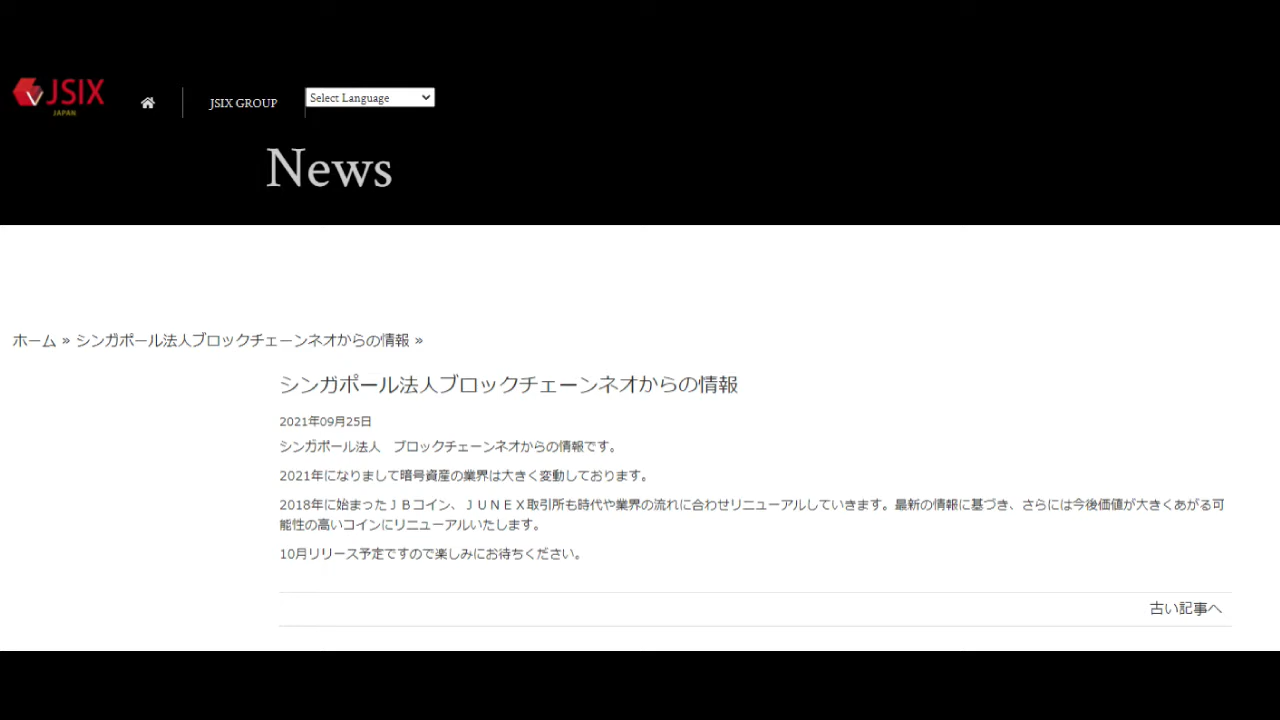 JSIX
JAPAN
JSIX GROUP
Select Language
News
ホーム » シンガポール法人ブロックチェーンネオからの情報 »
シンガポール法人ブロックチェーンネオからの情報
2021年09月25日
シンガポール法人　ブロックチェーンネオからの情報です。
2021年になりまして暗号資産の業界は大きく変動しております。
2018年に始まったＪＢコイン、ＪＵＮＥＸ取引所も時代や業界の流れに合わせリニューアルしていきます。最新の情報に基づき、さらには今後価値が大きくあがる可
能性の高いコインにリニューアルいたします。
10月リリース予定ですので楽しみにお待ちください。
古い記事へ